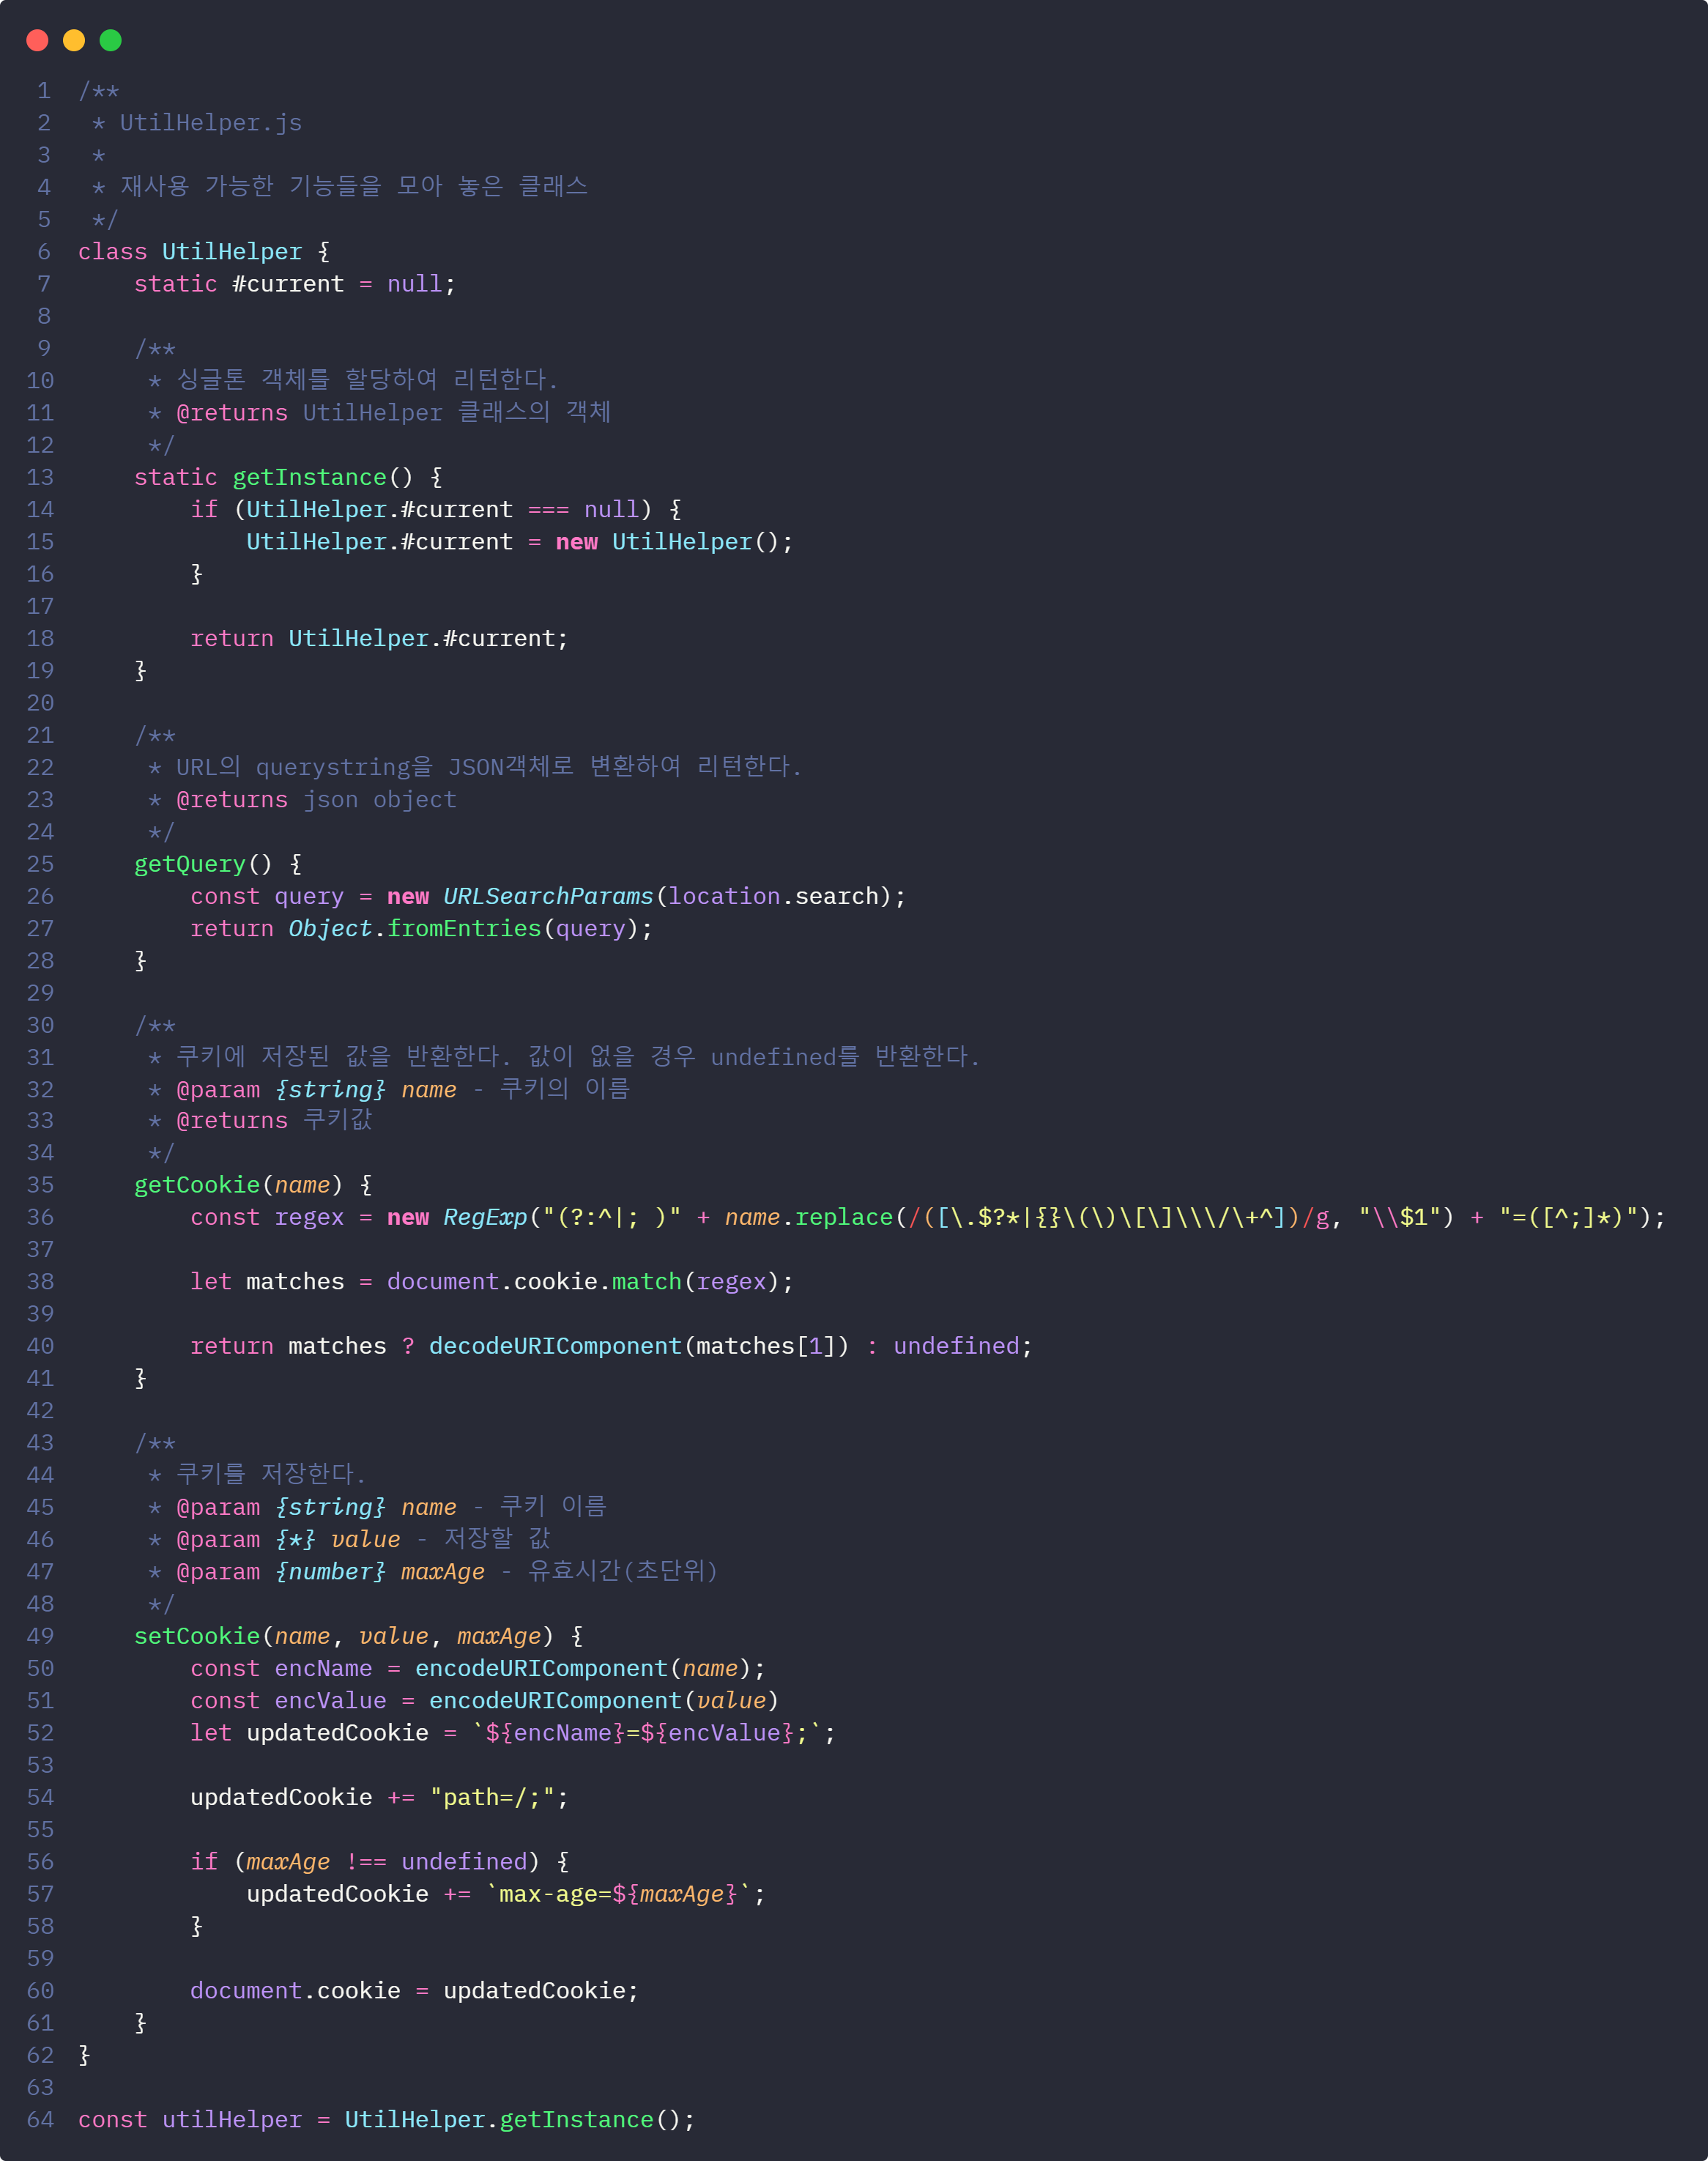 1 /**
2  * UtilHelper.js
3  *
4  * 재사용 가능한 기능들을 모아 놓은 클래스
5  */
6 class UtilHelper {
7     static #current = null;
8
9     /**
10      * 싱글톤 객체를 할당하여 리턴한다.
11      * @returns UtilHelper 클래스의 객체
12      */
13     static getInstance() {
14         if (UtilHelper.#current === null) {
15             UtilHelper.#current = new UtilHelper();
16         }
17
18         return UtilHelper.#current;
19     }
20
21     /**
22      * URL의 querystring을 JSON객체로 변환하여 리턴한다.
23      * @returns json object
24      */
25     getQuery() {
26         const query = new URLSearchParams(location.search);
27         return Object.fromEntries(query);
28     }
29
30     /**
31      * 쿠키에 저장된 값을 반환한다. 값이 없을 경우 undefined를 반환한다.
32      * @param {string} name - 쿠키의 이름
33      * @returns 쿠키값
34      */
35     getCookie(name) {
36         const regex = new RegExp("(?:^|; )" + name.replace(/([\.$?*|{}\(\)\[\]\\\/\+^])/g, "\\$1") + "=([^;]*)");
37
38         let matches = document.cookie.match(regex);
39
40         return matches ? decodeURIComponent(matches[1]) : undefined;
41     }
42
43     /**
44      * 쿠키를 저장한다.
45      * @param {string} name - 쿠키 이름
46      * @param {*} value - 저장할 값
47      * @param {number} maxAge - 유효시간(초단위)
48      */
49     setCookie(name, value, maxAge) {
50         const encName = encodeURIComponent(name);
51         const encValue = encodeURIComponent(value)
52         let updatedCookie = `${encName}=${encValue};`;
53
54         updatedCookie += "path=/;";
55
56         if (maxAge !== undefined) {
57             updatedCookie += `max-age=${maxAge}`;
58         }
59
60         document.cookie = updatedCookie;
61     }
62 }
63
64 const utilHelper = UtilHelper.getInstance();